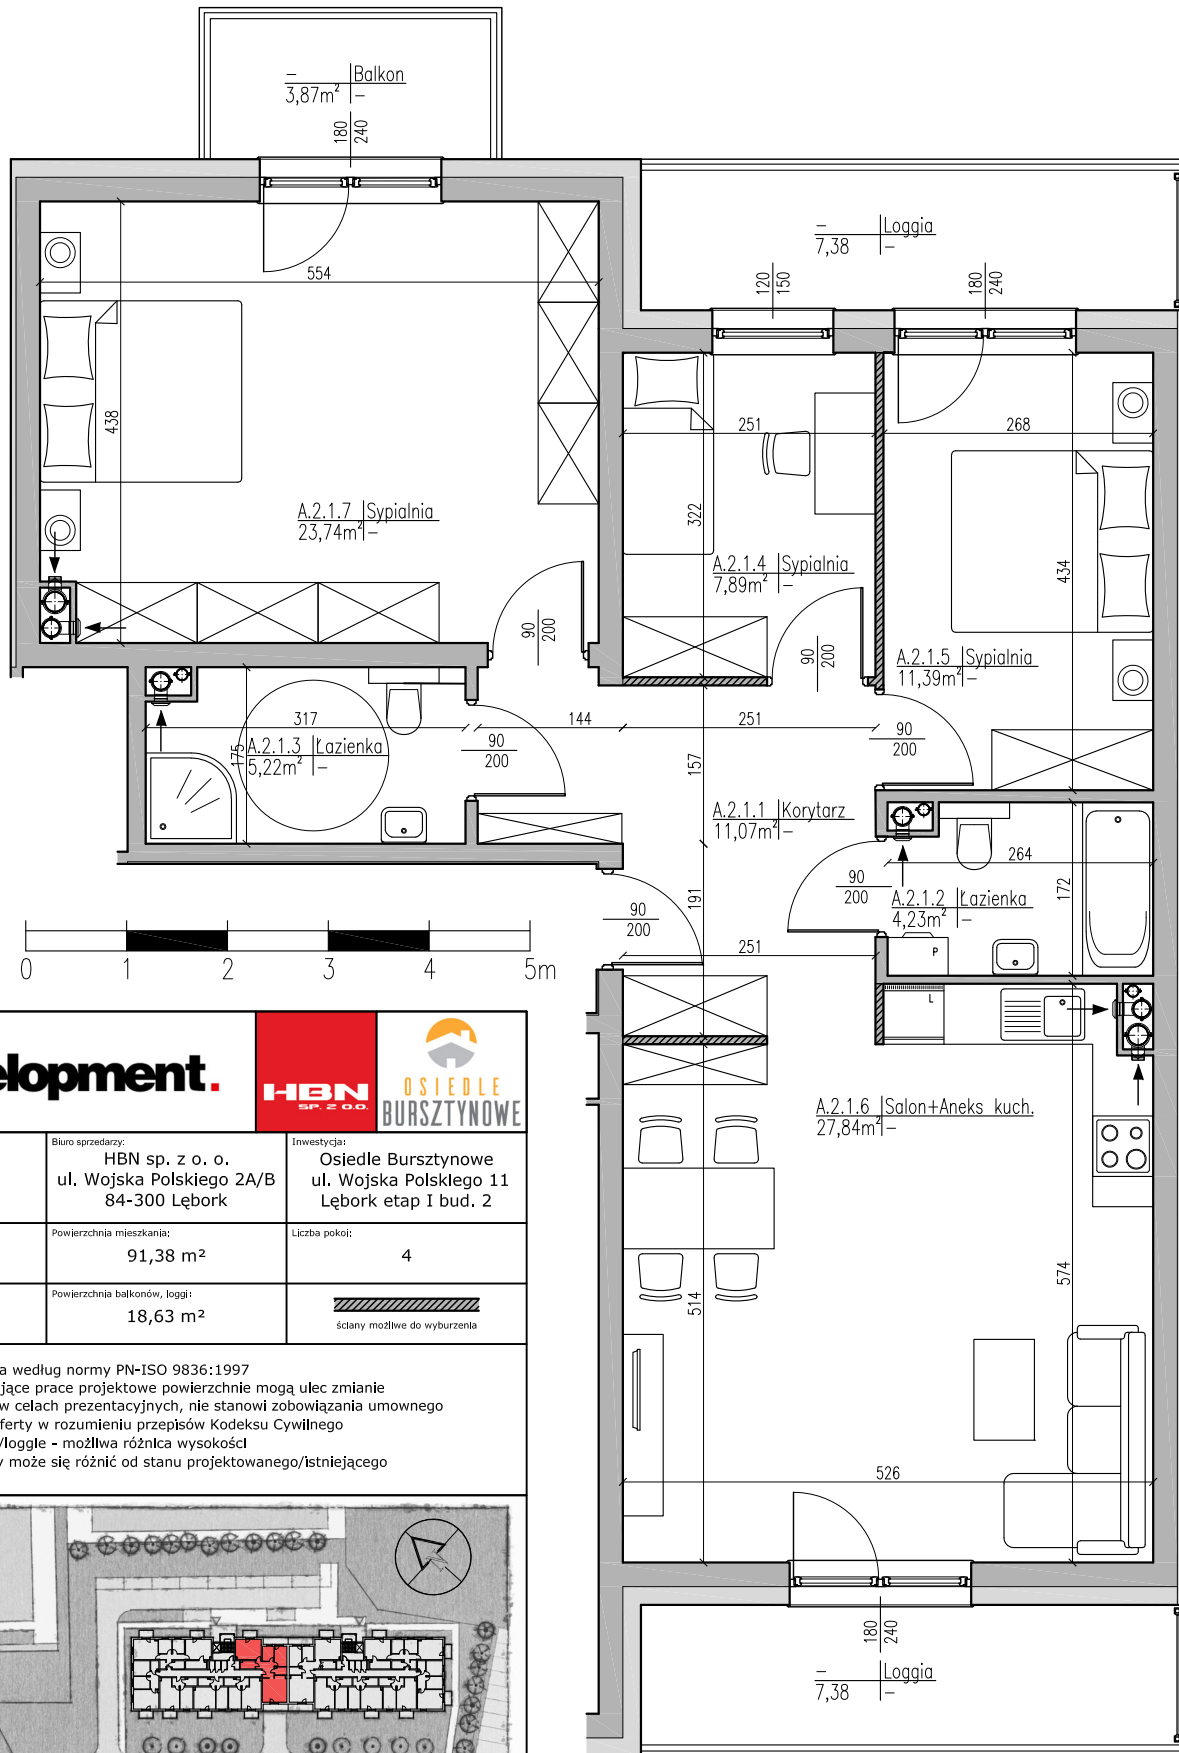 – Balkon
3,87m² –
180
240
– Loggia
7,38 –
120
150
180
240
554
438
251
268
322
434
A.2.1.7 Sypialnia
23,74m² –
A.2.1.4 Sypialnia
7,89m² –
A.2.1.5 Sypialnia
11,39m² –
90
200
90
200
317
144
251
90
200
90
200
175
A.2.1.3 Łazienka
5,22m² –
157
A.2.1.1 Korytarz
11,07m² –
264
172
90
200
A.2.1.2 Łazienka
4,23m² –
191
90
200
251
P
L
0 1 2 3 4 5m
elopment.
HBN
SP. Z O.O.
OSIEDLE
BURSZTYNOWE
A.2.1.6 Salon+Aneks kuch.
27,84m² –
Biuro sprzedarzy:
HBN sp. z o. o.
ul. Wojska Polskiego 2A/B
84-300 Lębork
Inwestycja:
Osiedle Bursztynowe
ul. Wojska Polskiego 11
Lębork etap I bud. 2
Powierzchnia mieszkania:
91,38 m²
Liczba pokoi:
4
Powierzchnia balkonów, loggi:
18,63 m²
ściany możliwe do wyburzenia
574
514
526
a według normy PN-ISO 9836:1997
jące prace projektowe powierzchnie mogą ulec zmianie
w celach prezentacyjnych, nie stanowi zobowiązania umownego
ferty w rozumieniu przepisów Kodeksu Cywilnego
/loggie - możliwa różnica wysokości
y może się różnić od stanu projektowanego/istniejącego
180
240
– Loggia
7,38 –